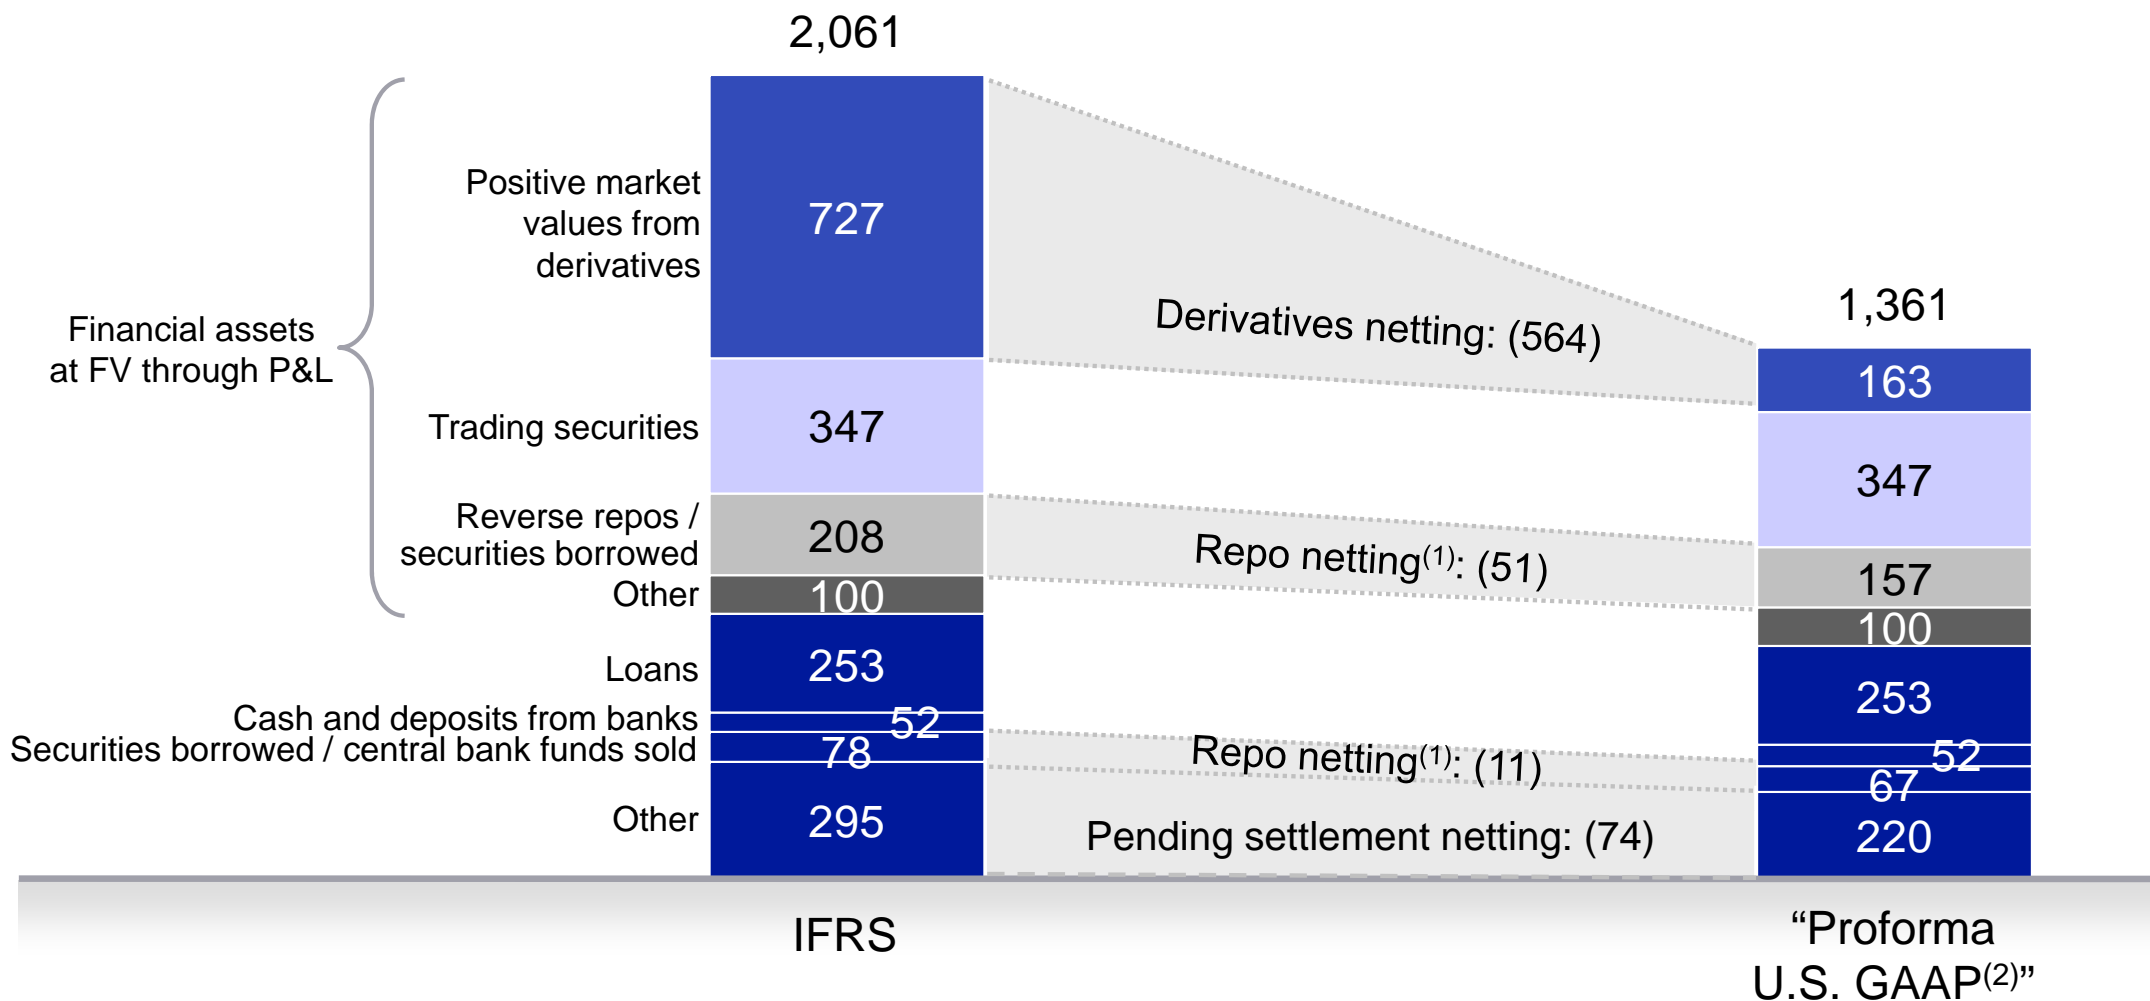 2,061
Positive market
values from
derivatives
727
Derivatives netting: (564)
1,361
163
Financial assets
at FV through P&L
Trading securities
347
347
Reverse repos /
securities borrowed
208
Repo netting(1): (51)
157
Other
100
100
Loans
253
253
Cash and deposits from banks
52
52
Securities borrowed / central bank funds sold
78
Repo netting(1): (11)
67
Other
295
Pending settlement netting: (74)
220
IFRS
“Proforma
U.S. GAAP(2)”